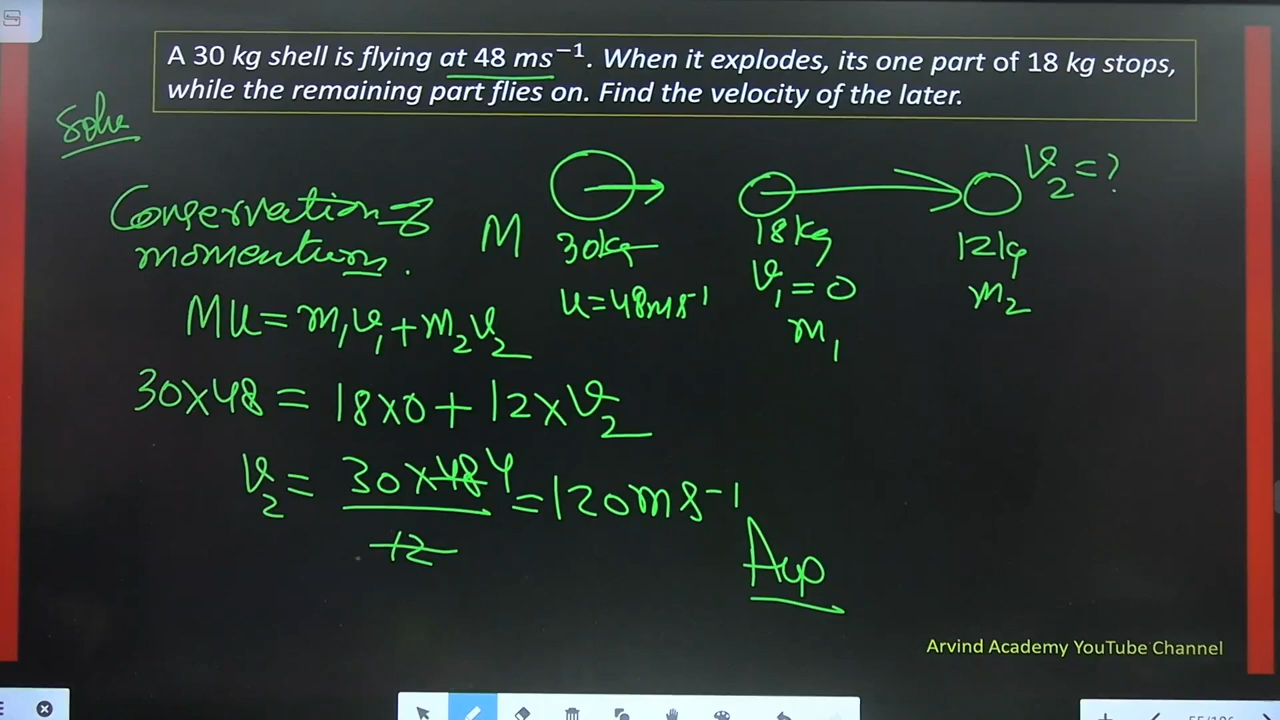 A 30 kg shell is flying at 48 ms⁻¹. When it explodes, its one part of 18 kg stops,
while the remaining part flies on. Find the velocity of the later.
Soln
Conservation of
momentum.
M
30kg
u=48ms⁻¹
18kg
v₁=0
m₁
v₂=?
12kg
m₂
Mu=m₁v₁+m₂v₂
30×48=18×0+12×v₂
v₂=30×48 4/12=120ms⁻¹
Arvind Academy YouTube Channel